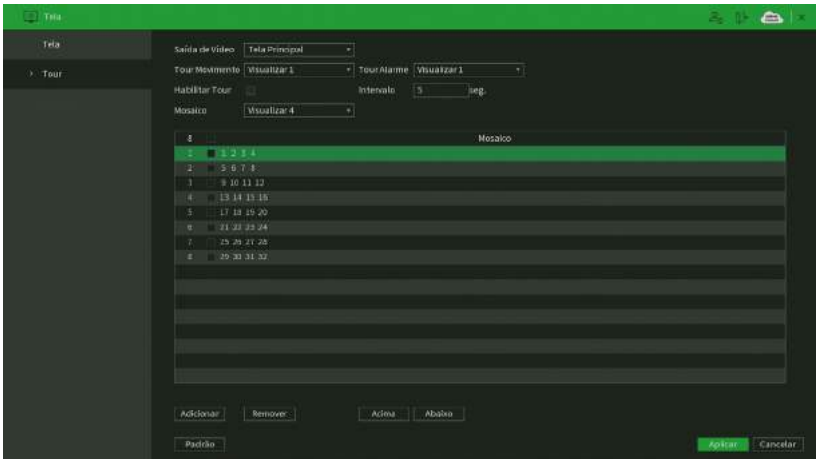 Tela
Tela
Tour
Saída de Vídeo Tela Principal
Tour Movimento Visualizar 1 Tour Alarme Visualizar 1
Habilitar Tour Intervalo 5 seg.
Mosaico Visualizar 4
8 Mosaico
1 1 2 3 4
2 5 6 7 8
3 9 10 11 12
4 13 14 15 16
5 17 18 19 20
6 21 22 23 24
7 25 26 27 28
8 29 30 31 32
Adicionar Remover Acima Abaixo
Padrão Aplicar Cancelar